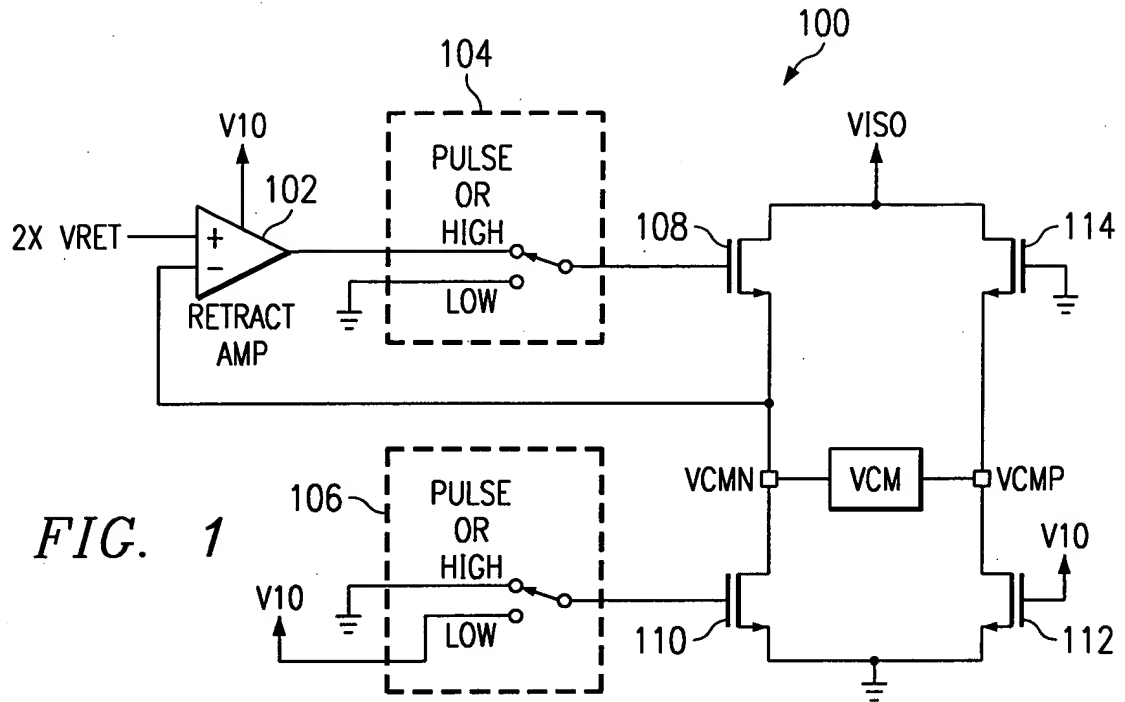 100
104
V10
VISO
PULSE
OR
HIGH
102
108
114
2X VRET
+
−
LOW
RETRACT
AMP
VCMN
VCM
VCMP
106
PULSE
OR
HIGH
V10
FIG. 1
V10
LOW
110
112